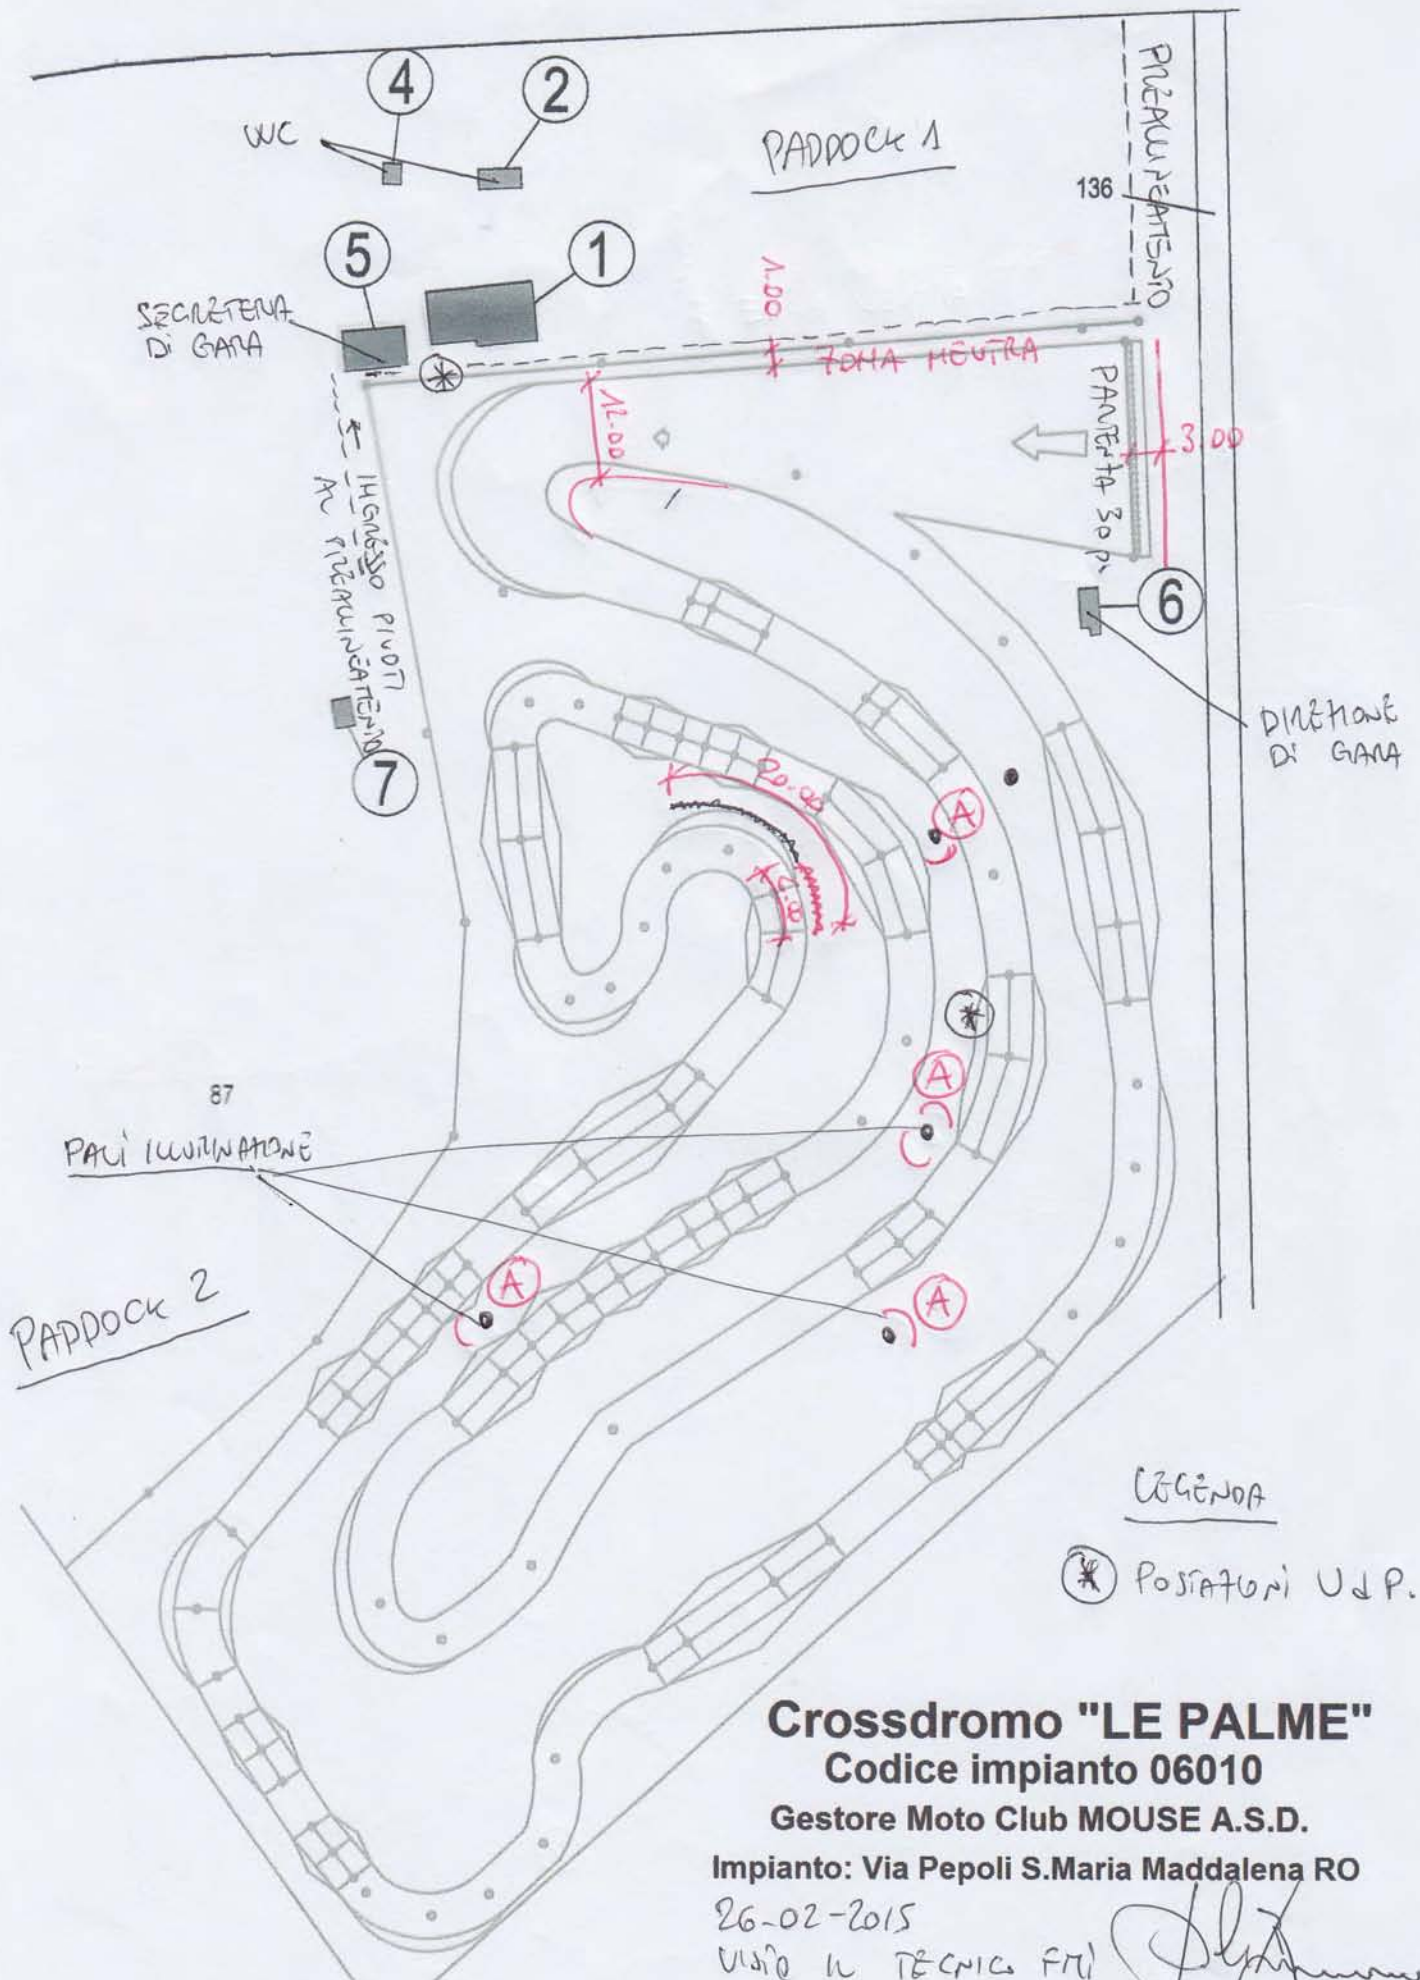 4
2
WC
PADDOCK 1
PREALLINEAMENTO
136
5
1
SEGRETERIA
DI GARA
1.00
ZONA NEUTRA
12.00
PARTENZA 30 P.
3.00
INGRESSO PILOTI
AL PREALLINEAMENTO
6
7
DIREZIONE
DI GARA
20.00
A
A
87
PALI ILLUMINAZIONE
A
A
PADDOCK 2
LEGENDA
POSTAZIONI U d P.
Crossdromo "LE PALME"
Codice impianto 06010
Gestore Moto Club MOUSE A.S.D.
Impianto: Via Pepoli S.Maria Maddalena RO
26-02-2015
VISTO IL TECNICO FMI